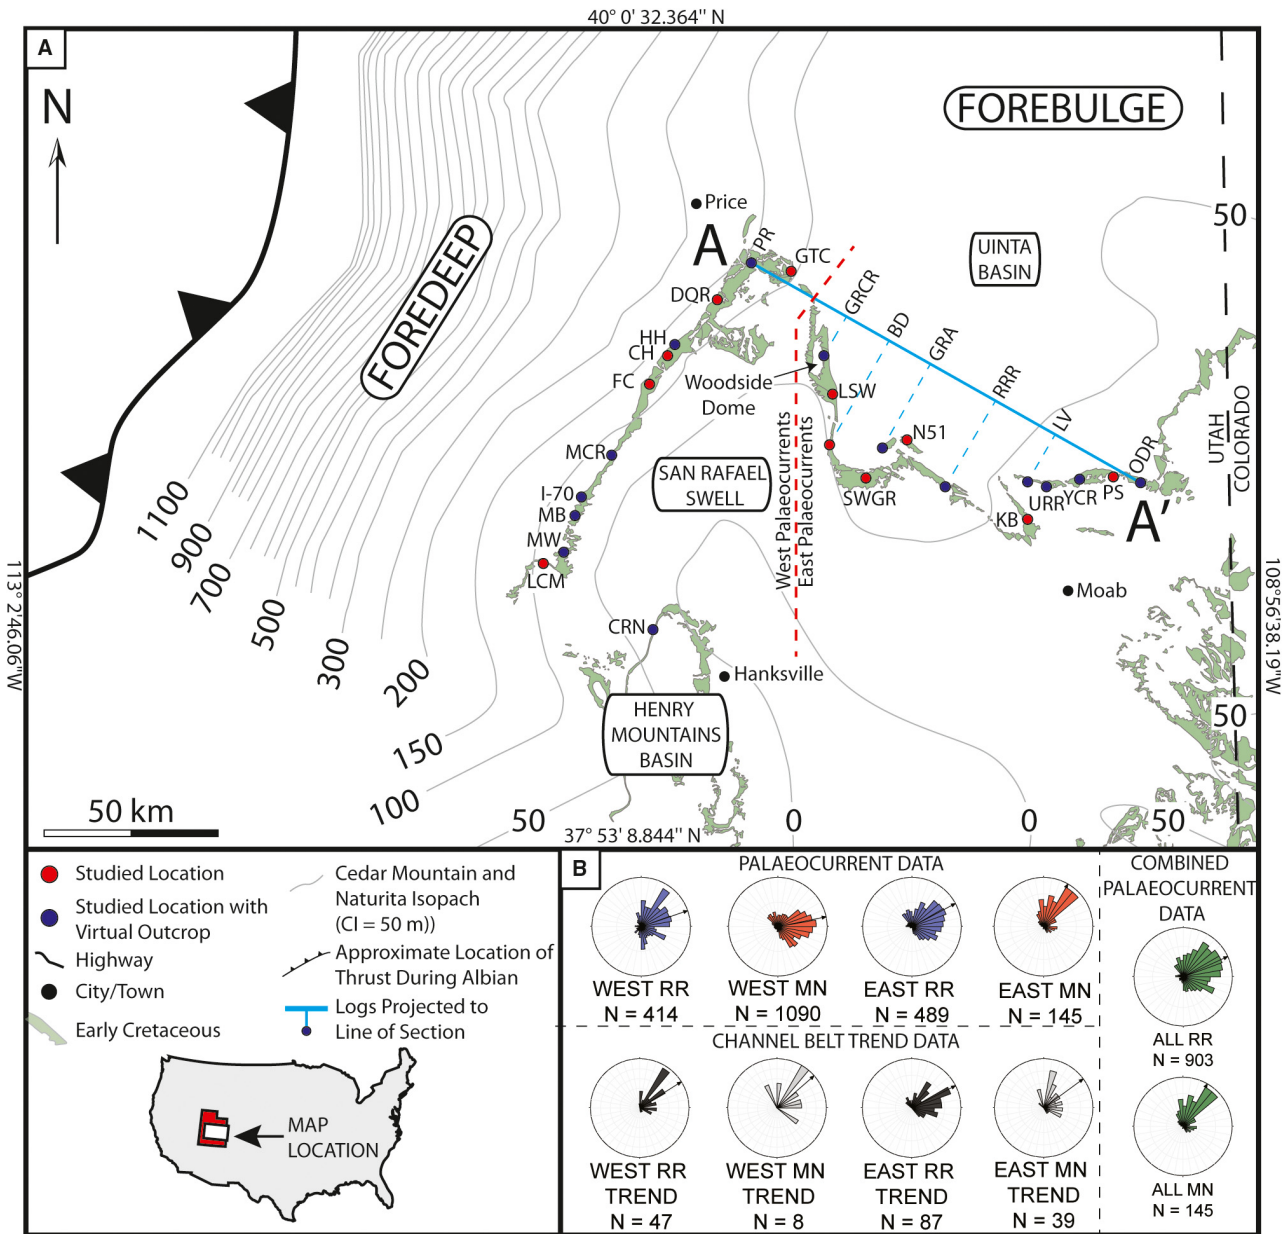 40° 0' 32.364" N
A
N
FOREBULGE
Price
50
A
PR
GTC
UINTA
BASIN
FOREDEEP
DQR
GRCR
BD
GRA
HH
CH
FC
Woodside
Dome
LSW
RRR
LV
UTAH
COLORADO
West Palaeocurrents
East Palaeocurrents
N51
MCR
SAN RAFAEL
SWELL
ODR
I-70
MB
SWGR
URR
YCR
PS
KB
A'
MW
LCM
1100
900
700
500
300
200
150
100
50
0
0
50
50
113° 2'46.06"W
108°56'38.19"W
Moab
CRN
Hanksville
HENRY
MOUNTAINS
BASIN
50 km
37° 53' 8.844'' N
Studied Location
Studied Location with
Virtual Outcrop
Highway
City/Town
Early Cretaceous
Cedar Mountain and
Naturita Isopach
(CI = 50 m))
Approximate Location of
Thrust During Albian
Logs Projected to
Line of Section
MAP
LOCATION
B
PALAEOCURRENT DATA
WEST RR
N = 414
WEST MN
N = 1090
EAST RR
N = 489
EAST MN
N = 145
CHANNEL BELT TREND DATA
WEST RR
TREND
N = 47
WEST MN
TREND
N = 8
EAST RR
TREND
N = 87
EAST MN
TREND
N = 39
COMBINED
PALAEOCURRENT
DATA
ALL RR
N = 903
ALL MN
N = 145